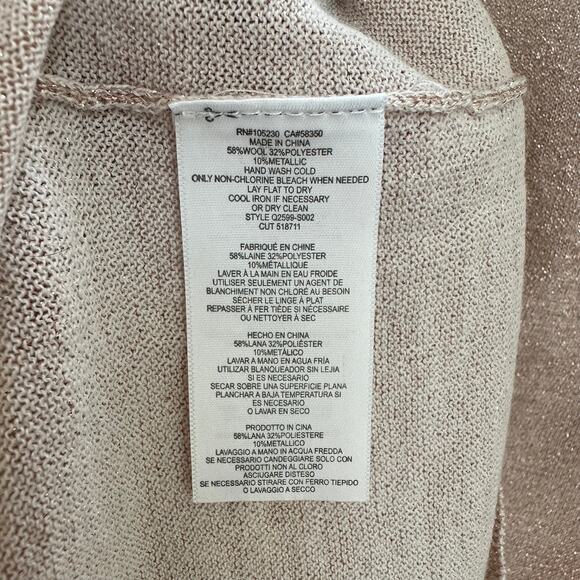 RN#105230 CA#58350
MADE IN CHINA
58%WOOL 32%POLYESTER
10%METALLIC
HAND WASH COLD
ONLY NON-CHLORINE BLEACH WHEN NEEDED
LAY FLAT TO DRY
COOL IRON IF NECESSARY
OR DRY CLEAN
STYLE Q2599-S002
CUT 518711
FABRIQUÉ EN CHINE
58%LAINE 32%POLYESTER
10%MÉTALLIQUE
LAVER À LA MAIN EN EAU FROIDE
UTILISER SEULEMENT UN AGENT DE
BLANCHIMENT NON CHLORÉ AU BESOIN
SÉCHER LE LINGE À PLAT
REPASSER À FER TIÈDE SI NÉCESSAIRE
OU NETTOYER À SEC
HECHO EN CHINA
58%LANA 32%POLIÉSTER
10%METÁLICO
LAVAR A MANO EN AGUA FRÍA
UTILIZAR BLANQUEADOR SIN LEJIA
SI ES NECESARIO
SECAR SOBRE UNA SUPERFICIE PLANA
PLANCHAR A BAJA TEMPERATURA SI
ES NECESARIO
O LAVAR EN SECO
PRODOTTO IN CINA
58%LANA 32%POLIESTERE
10%METALLICO
LAVAGGIO A MANO IN ACQUA FREDDA
SE NECESSARIO CANDEGGIARE SOLO CON
PRODOTTI NON AL CLORO
ASCIUGARE DISTESO
SE NECESSARIO STIRARE CON FERRO TIEPIDO
O LAVAGGIO A SECCO